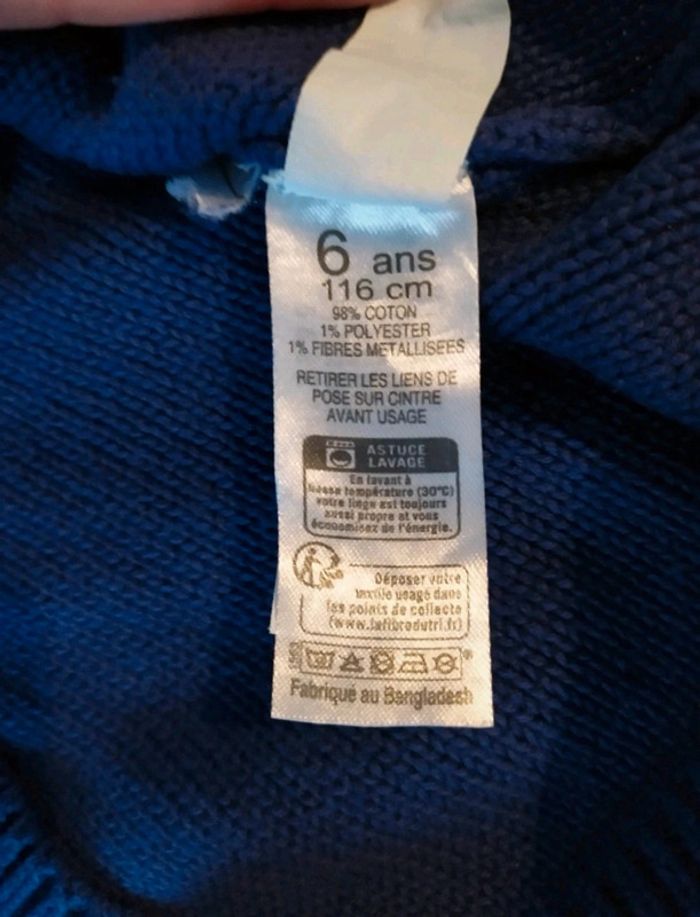 6 ans
116 cm
98% COTON
1% POLYESTER
1% FIBRES METALLISEES
RETIRER LES LIENS DE
POSE SUR CINTRE
AVANT USAGE
ASTUCE
LAVAGE
En lavant à
basse température (30°C)
votre linge est toujours
aussi propre et vous
économisez de l'énergie.
Déposer votre
textile usagé dans
les points de collecte
(www.lafibredutri.fr)
Fabriqué au Bangladesh